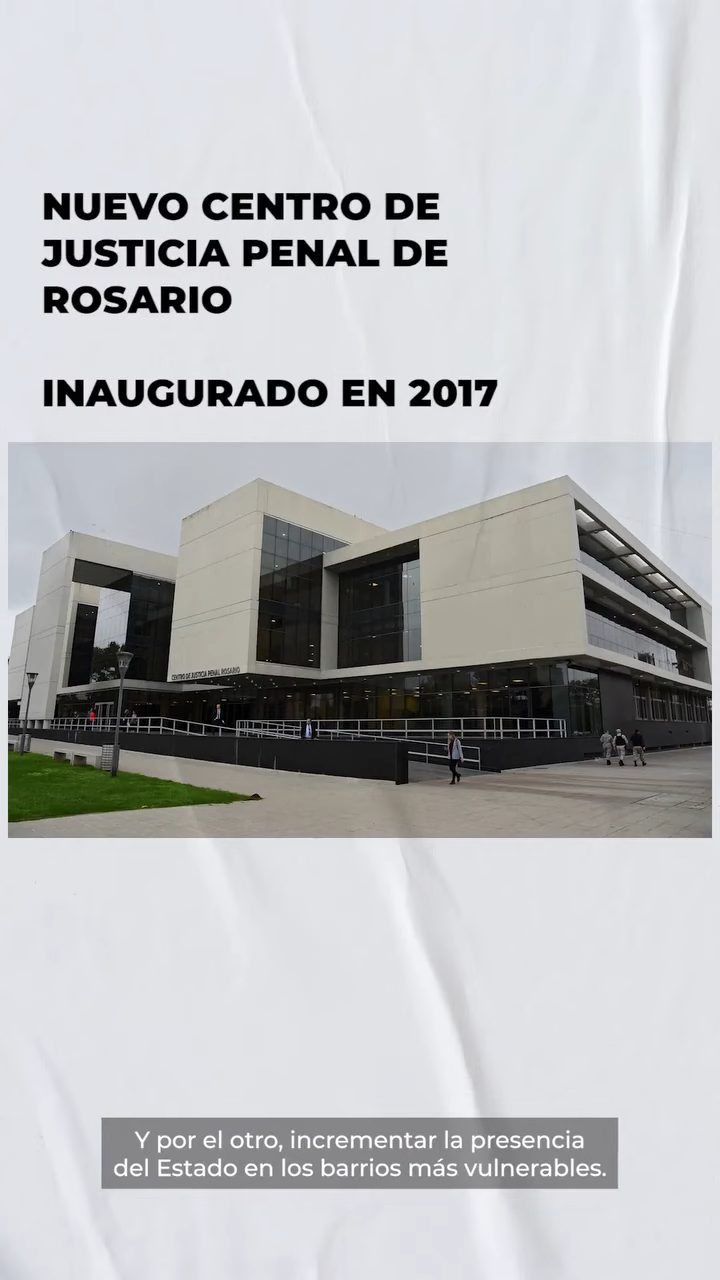 NUEVO CENTRO DE
JUSTICIA PENAL DE
ROSARIO
INAUGURADO EN 2017
CENTRO DE JUSTICIA PENAL ROSARIO
Y por el otro, incrementar la presencia
del Estado en los barrios más vulnerables.